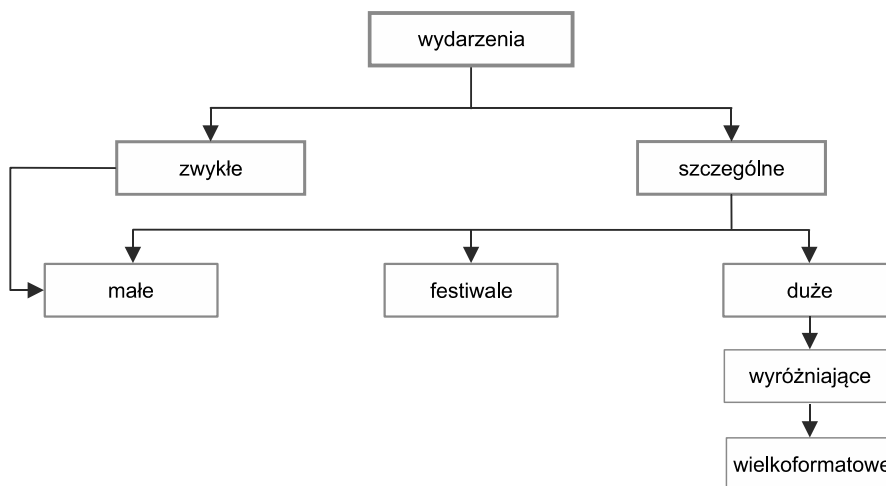 wydarzenia
zwykłe
szczególne
małe
festiwale
duże
wyróżniające
wielkoformatowe